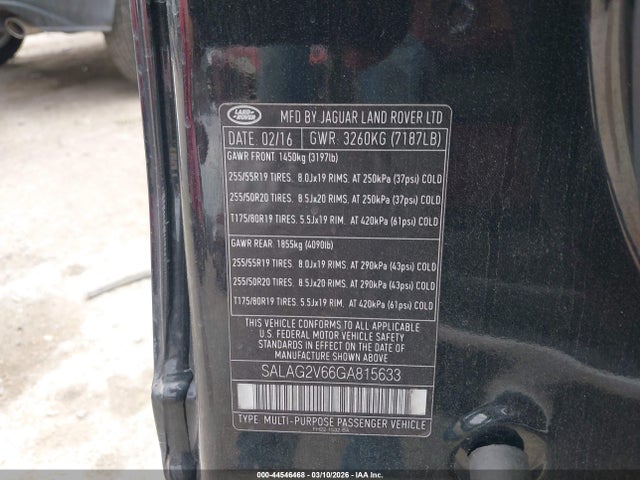 LAND ROVER
MFD BY JAGUAR LAND ROVER LTD
DATE: 02/16 GWR: 3260KG (7187LB)
GAWR FRONT: 1450kg (3197lb)
255/55R19 TIRES. 8.0Jx19 RIMS. AT 250kPa (37psi) COLD
255/50R20 TIRES. 8.5Jx20 RIMS. AT 250kPa (37psi) COLD
T175/80R19 TIRES. 5.5Jx19 RIM. AT 420kPa (61psi) COLD
GAWR REAR: 1855kg (4090lb)
255/55R19 TIRES. 8.0Jx19 RIMS. AT 290kPa (43psi) COLD
255/50R20 TIRES. 8.5Jx20 RIMS. AT 290kPa (43psi) COLD
T175/80R19 TIRES. 5.5Jx19 RIM. AT 420kPa (61psi) COLD
THIS VEHICLE CONFORMS TO ALL APPLICABLE
U.S. FEDERAL MOTOR VEHICLE SAFETY
STANDARDS IN EFFECT ON THE DATE OF
MANUFACTURE SHOWN ABOVE.
SALAG2V66GA815633
TYPE: MULTI-PURPOSE PASSENGER VEHICLE
000-44546468 - 03/10/2026 - IAA Inc.